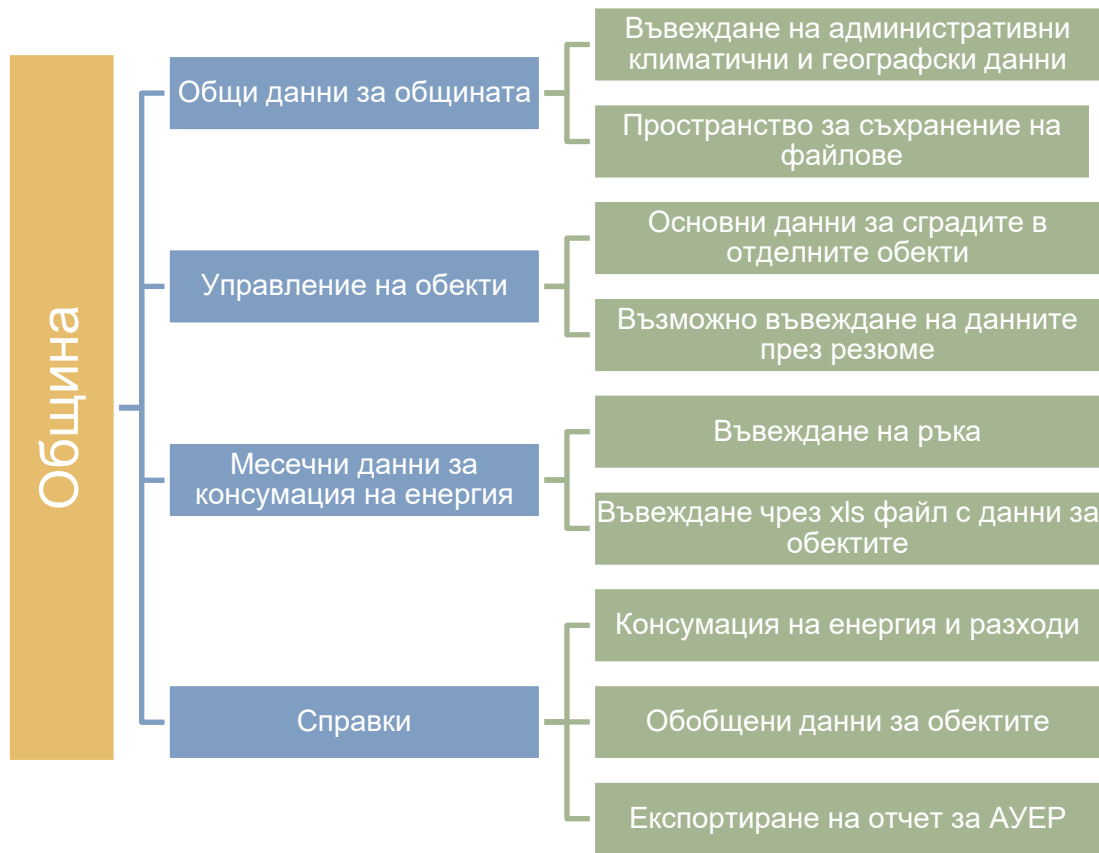 Община
Общи данни за общината
Въвеждане на административни
климатични и географски данни
Пространство за съхранение на
файлове
Управление на обекти
Основни данни за сградите в
отделните обекти
Възможно въвеждане на данните
през резюме
Месечни данни за
консумация на енергия
Въвеждане на ръка
Въвеждане чрез xls файл с данни за
обектите
Справки
Консумация на енергия и разходи
Обобщени данни за обектите
Експортиране на отчет за АУЕР